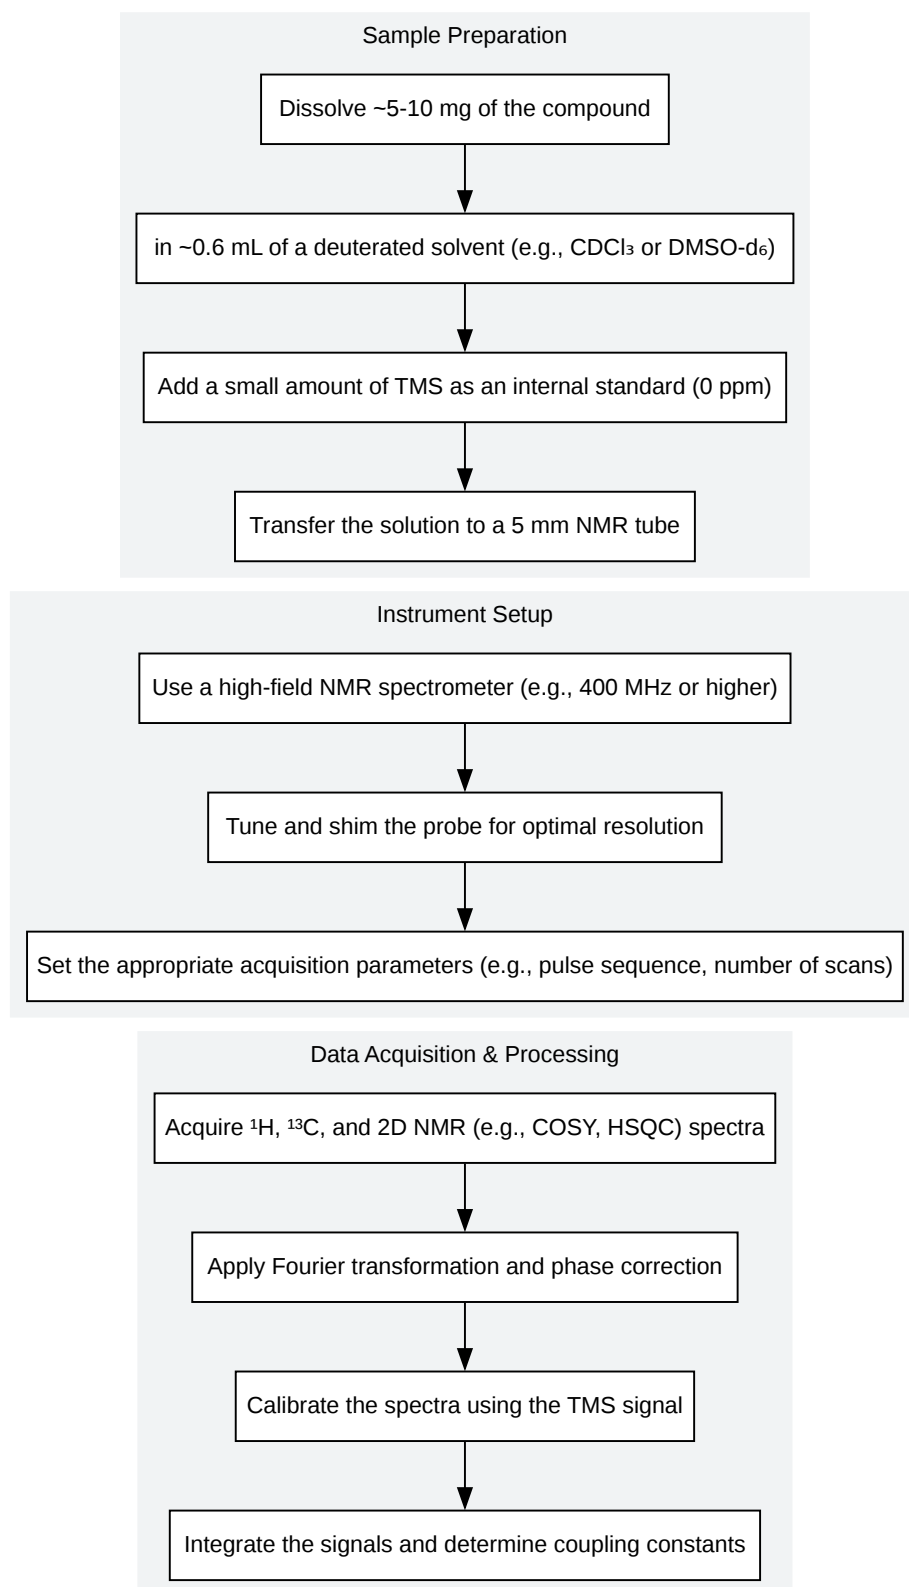 Sample Preparation
Dissolve ~5-10 mg of the compound
in ~0.6 mL of a deuterated solvent (e.g., CDCl₃ or DMSO-d₆)
Add a small amount of TMS as an internal standard (0 ppm)
Transfer the solution to a 5 mm NMR tube
Instrument Setup
Use a high-field NMR spectrometer (e.g., 400 MHz or higher)
Tune and shim the probe for optimal resolution
Set the appropriate acquisition parameters (e.g., pulse sequence, number of scans)
Data Acquisition & Processing
Acquire ¹H, ¹³C, and 2D NMR (e.g., COSY, HSQC) spectra
Apply Fourier transformation and phase correction
Calibrate the spectra using the TMS signal
Integrate the signals and determine coupling constants